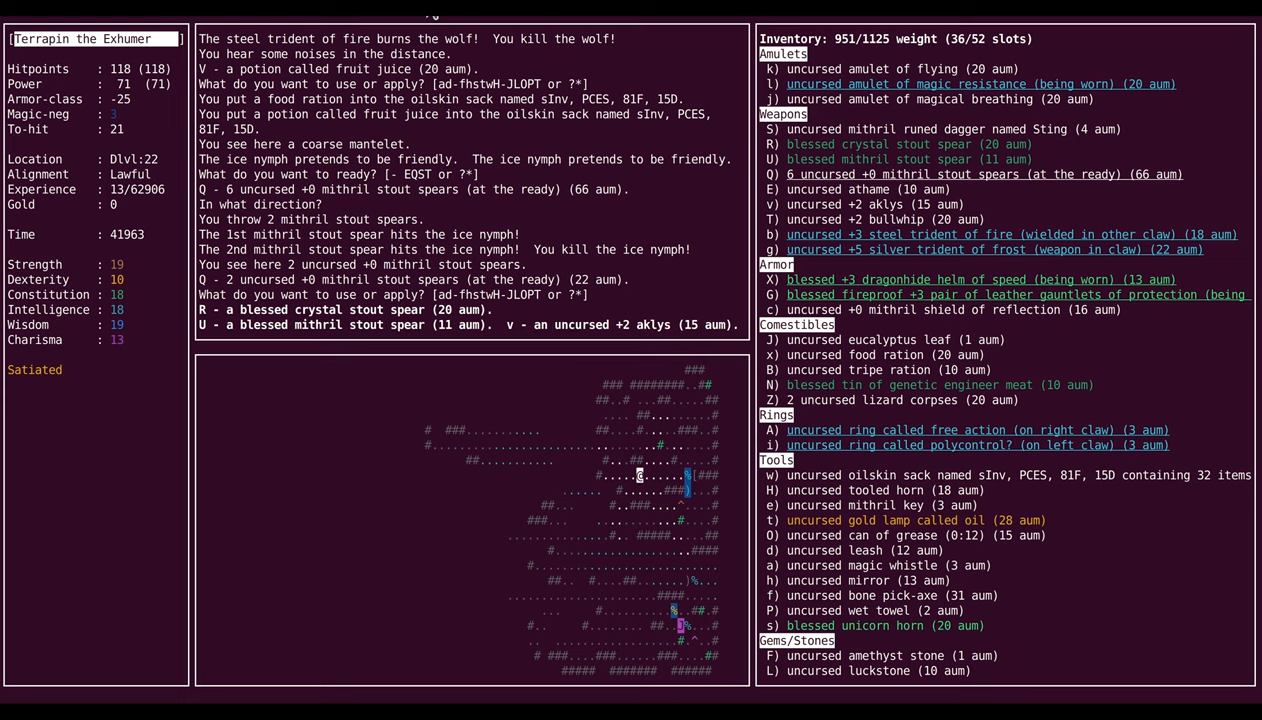 [Terrapin the Exhumer ]
Hitpoints : 118 (118)
Power : 71 (71)
Armor-class : -25
Magic-neg : 3
To-hit : 21
Location : Dlvl:22
Alignment : Lawful
Experience : 13/62906
Gold : 0
Time : 41963
Strength : 19
Dexterity : 10
Constitution : 18
Intelligence : 18
Wisdom : 19
Charisma : 13
Satiated
The steel trident of fire burns the wolf! You kill the wolf!
You hear some noises in the distance.
V - a potion called fruit juice (20 aum).
What do you want to use or apply? [ad-fhstwH-JLOPT or ?*]
You put a food ration into the oilskin sack named sInv, PCES, 81F, 15D.
You put a potion called fruit juice into the oilskin sack named sInv, PCES,
81F, 15D.
You see here a coarse mantelet.
The ice nymph pretends to be friendly. The ice nymph pretends to be friendly.
What do you want to ready? [- EQST or ?*]
Q - 6 uncursed +0 mithril stout spears (at the ready) (66 aum).
In what direction?
You throw 2 mithril stout spears.
The 1st mithril stout spear hits the ice nymph!
The 2nd mithril stout spear hits the ice nymph! You kill the ice nymph!
You see here 2 uncursed +0 mithril stout spears.
Q - 2 uncursed +0 mithril stout spears (at the ready) (22 aum).
What do you want to use or apply? [ad-fhstwH-JLOPT or ?*]
R - a blessed crystal stout spear (20 aum).
U - a blessed mithril stout spear (11 aum). v - an uncursed +2 aklys (15 aum).
Inventory: 951/1125 weight (36/52 slots)
Amulets
k) uncursed amulet of flying (20 aum)
l) uncursed amulet of magic resistance (being worn) (20 aum)
j) uncursed amulet of magical breathing (20 aum)
Weapons
S) uncursed mithril runed dagger named Sting (4 aum)
R) blessed crystal stout spear (20 aum)
U) blessed mithril stout spear (11 aum)
Q) 6 uncursed +0 mithril stout spears (at the ready) (66 aum)
E) uncursed athame (10 aum)
v) uncursed +2 aklys (15 aum)
T) uncursed +2 bullwhip (20 aum)
b) uncursed +3 steel trident of fire (wielded in other claw) (18 aum)
g) uncursed +5 silver trident of frost (weapon in claw) (22 aum)
Armor
X) blessed +3 dragonhide helm of speed (being worn) (13 aum)
G) blessed fireproof +3 pair of leather gauntlets of protection (being
c) uncursed +0 mithril shield of reflection (16 aum)
Comestibles
J) uncursed eucalyptus leaf (1 aum)
x) uncursed food ration (20 aum)
B) uncursed tripe ration (10 aum)
N) blessed tin of genetic engineer meat (10 aum)
Z) 2 uncursed lizard corpses (20 aum)
Rings
A) uncursed ring called free action (on right claw) (3 aum)
i) uncursed ring called polycontrol? (on left claw) (3 aum)
Tools
w) uncursed oilskin sack named sInv, PCES, 81F, 15D containing 32 items
H) uncursed tooled horn (18 aum)
e) uncursed mithril key (3 aum)
t) uncursed gold lamp called oil (28 aum)
O) uncursed can of grease (0:12) (15 aum)
d) uncursed leash (12 aum)
a) uncursed magic whistle (3 aum)
h) uncursed mirror (13 aum)
f) uncursed bone pick-axe (31 aum)
P) uncursed wet towel (2 aum)
s) blessed unicorn horn (20 aum)
Gems/Stones
F) uncursed amethyst stone (1 aum)
L) uncursed luckstone (10 aum)